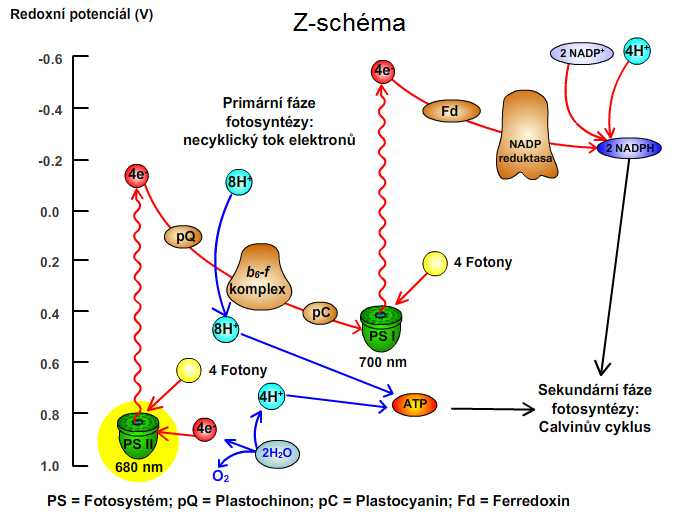 Redoxní potenciál (V)
Z-schéma
-0.6
-0.4
-0.2
0.0
0.2
0.4
0.6
0.8
1.0
4e
2 NADP⁺
4H⁺
Primární fáze
fotosyntézy:
necyklický tok elektronů
Fd
NADP
reduktasa
2 NADPH
4e
8H⁺
pQ
b₆-f
komplex
4 Fotony
pC
8H⁺
PS I
700 nm
4 Fotony
4H⁺
ATP
Sekundární fáze
fotosyntézy:
Calvinův cyklus
PS II
680 nm
4e⁻
2H₂O
O₂
PS = Fotosystém; pQ = Plastochinon; pC = Plastocyanin; Fd = Ferredoxin